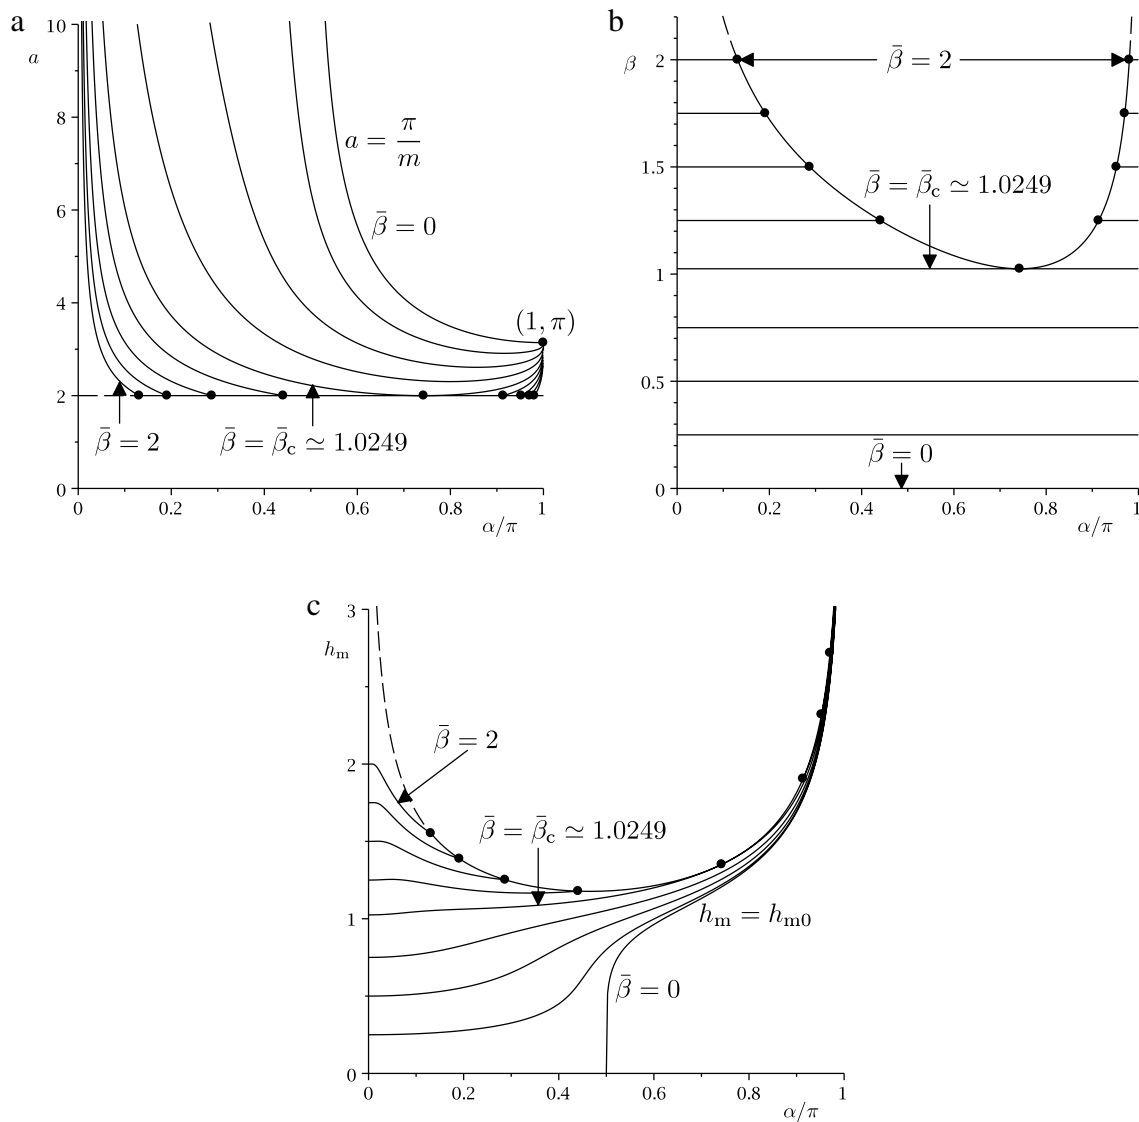 a
10
a
8
6
4
2
0
a = π/m
β̄ = 0
(1, π)
β̄ = 2
β̄ = β̄c ≃ 1.0249
0 0.2 0.4 0.6 0.8 1
α/π
b
β
2
1.5
1
0.5
0
β̄ = 2
β̄ = β̄c ≃ 1.0249
β̄ = 0
0 0.2 0.4 0.6 0.8 1
α/π
c
3
hm
2
1
0
β̄ = 2
β̄ = β̄c ≃ 1.0249
hm = hm0
β̄ = 0
0 0.2 0.4 0.6 0.8 1
α/π